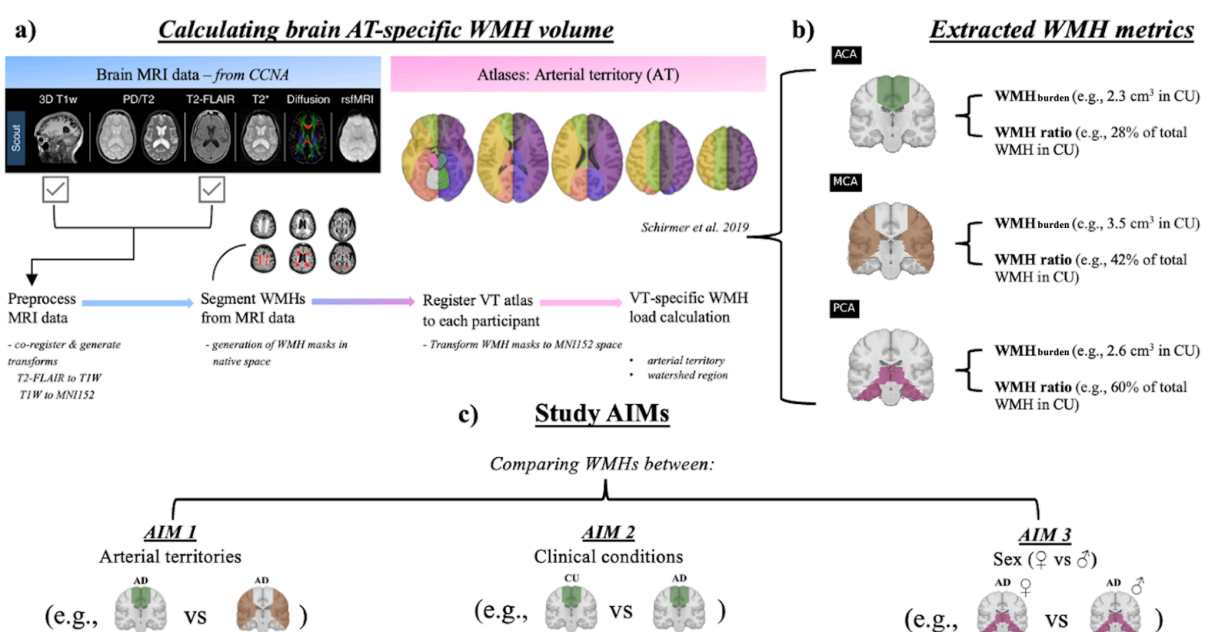 a)
Calculating brain AT-specific WMH volume
Brain MRI data – from CCNA
3D T1w
PD/T2
T2-FLAIR
T2*
Diffusion
rsfMRI
Scout
Atlases: Arterial territory (AT)
Schirmer et al. 2019
Preprocess
MRI data
- co-register & generate
transforms
T2-FLAIR to T1W
T1W to MNI152
Segment WMHs
from MRI data
- generation of WMH masks in
native space
Register VT atlas
to each participant
- Transform WMH masks to MNI152 space
VT-specific WMH
load calculation
• arterial territory
• watershed region
b)
Extracted WMH metrics
ACA
WMHburden (e.g., 2.3 cm³ in CU)
WMH ratio (e.g., 28% of total
WMH in CU)
MCA
WMHburden (e.g., 3.5 cm³ in CU)
WMH ratio (e.g., 42% of total
WMH in CU)
PCA
WMHburden (e.g., 2.6 cm³ in CU)
WMH ratio (e.g., 60% of total
WMH in CU)
c)
Study AIMs
Comparing WMHs between:
AIM 1
Arterial territories
AD
AD
(e.g., vs )
AIM 2
Clinical conditions
CU
AD
(e.g., vs )
AIM 3
Sex (♀ vs ♂)
AD ♀
AD ♂
(e.g., vs )